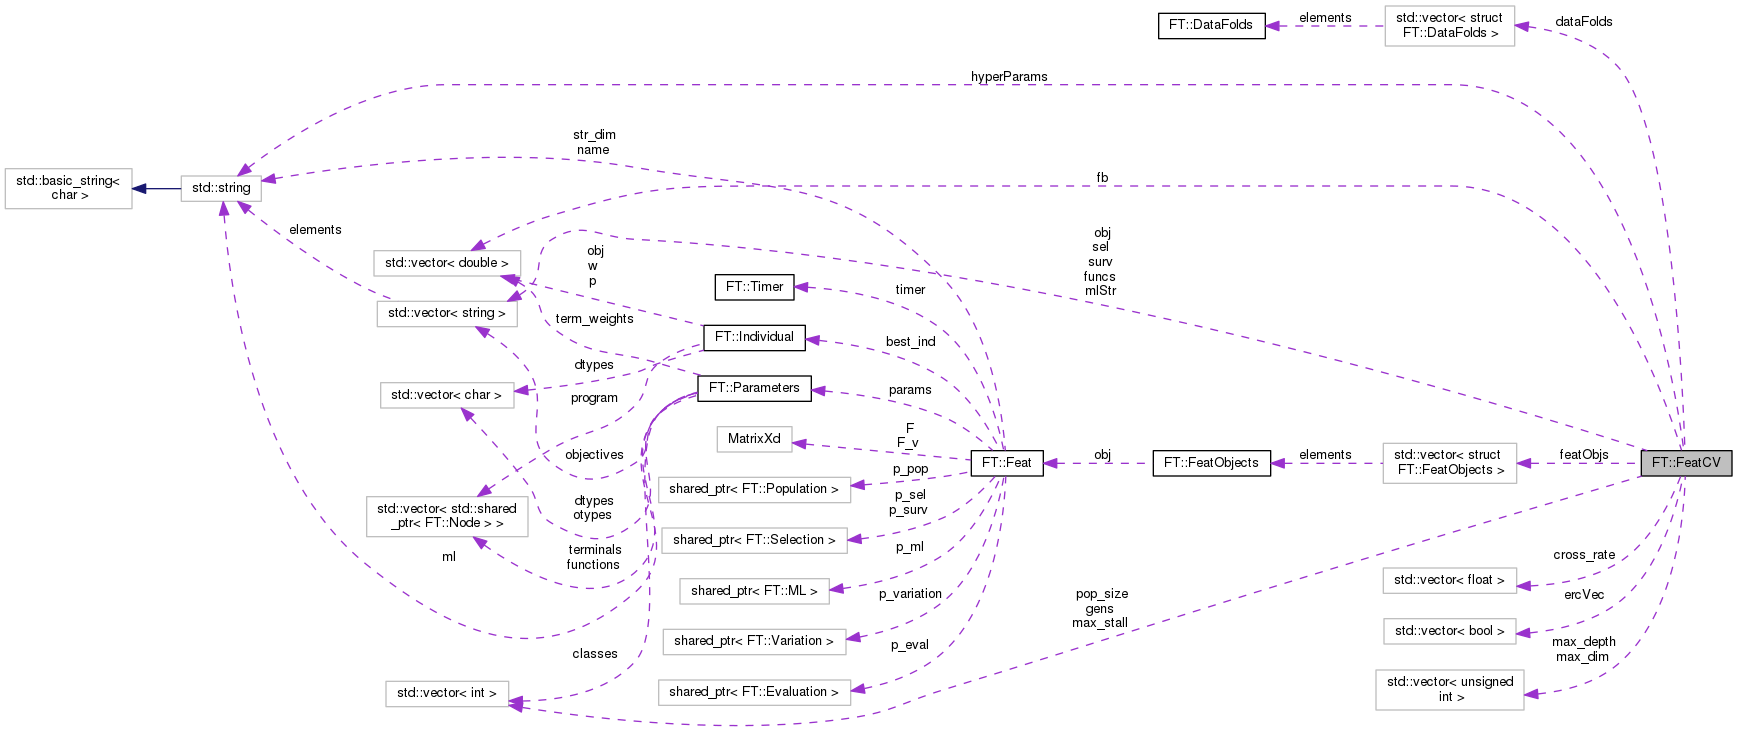 FT::DataFolds
elements
std::vector< struct
FT::DataFolds >
dataFolds
hyperParams
str_dim
name
std::basic_string<
char >
std::string
fb
elements
std::vector< double >
obj
w
p
obj
sel
surv
funcs
mlStr
std::vector< string >
FT::Timer
timer
term_weights
FT::Individual
best_ind
dtypes
std::vector< char >
program
FT::Parameters
params
MatrixXd
F
F_v
objectives
FT::Feat
obj
FT::FeatObjects
elements
std::vector< struct
FT::FeatObjects >
featObjs
FT::FeatCV
p_pop
shared_ptr< FT::Population >
std::vector< std::shared
_ptr< FT::Node > >
dtypes
otypes
p_sel
p_surv
shared_ptr< FT::Selection >
ml
terminals
functions
p_ml
shared_ptr< FT::ML >
cross_rate
std::vector< float >
p_variation
shared_ptr< FT::Variation >
pop_size
gens
max_stall
ercVec
std::vector< bool >
classes
p_eval
max_depth
max_dim
std::vector< int >
shared_ptr< FT::Evaluation >
std::vector< unsigned
int >